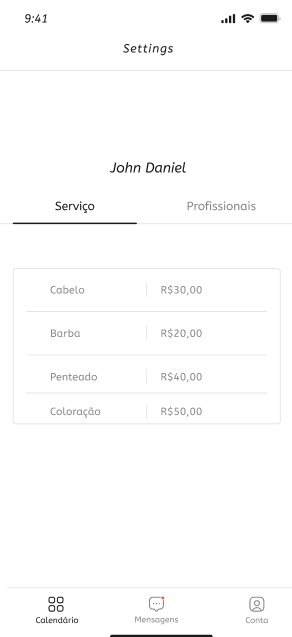 9:41
Settings
John Daniel
Serviço Profissionais
Cabelo R$30,00
Barba R$20,00
Penteado R$40,00
Coloração R$50,00
Calendário Mensagens Conta